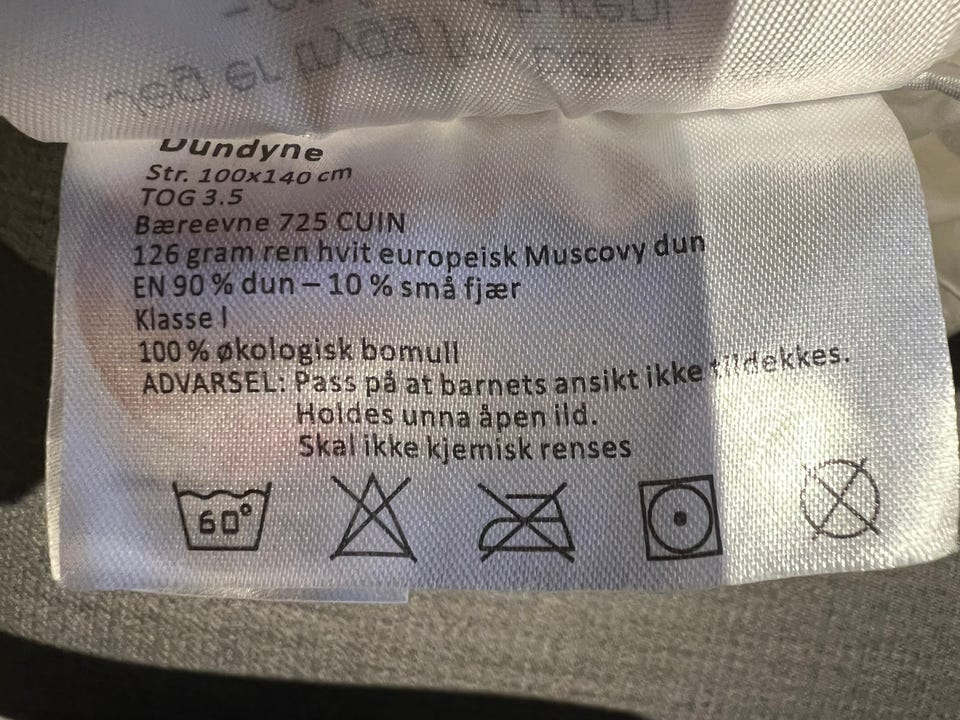 Dundyne
Str. 100x140 cm
TOG 3.5
Bæreevne 725 CUIN
126 gram ren hvit europeisk Muscovy dun
EN 90 % dun – 10 % små fjær
Klasse I
100 % økologisk bomull
ADVARSEL: Pass på at barnets ansikt ikke tildekkes.
Holdes unna åpen ild.
Skal ikke kjemisk renses
60°